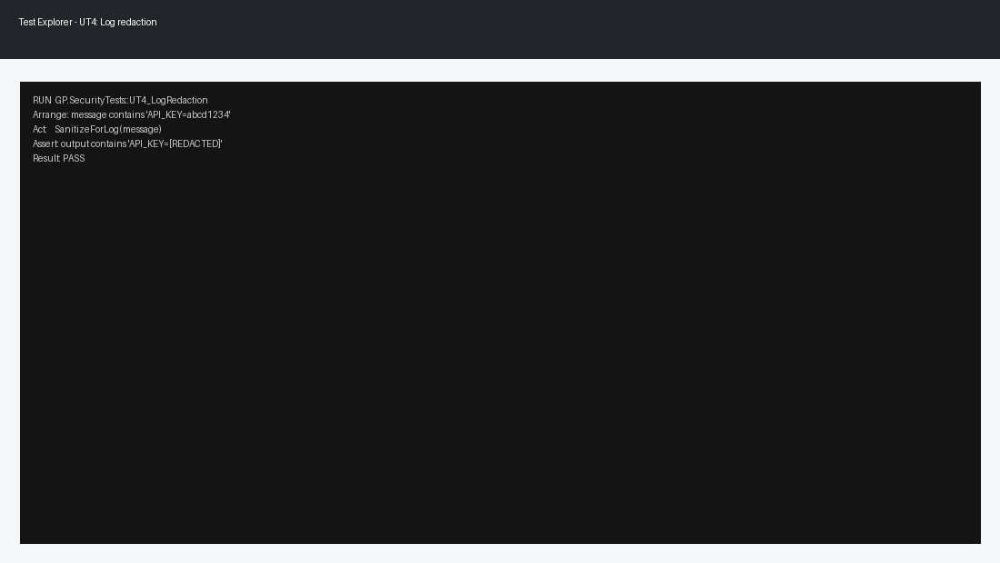 Test Explorer - UT4: Log redaction
RUN GP.SecurityTests::UT4_LogRedaction
Arrange: message contains 'API_KEY=abcd1234'
Act: SanitizeForLog(message)
Assert: output contains 'API_KEY=[REDACTED]'
Result: PASS